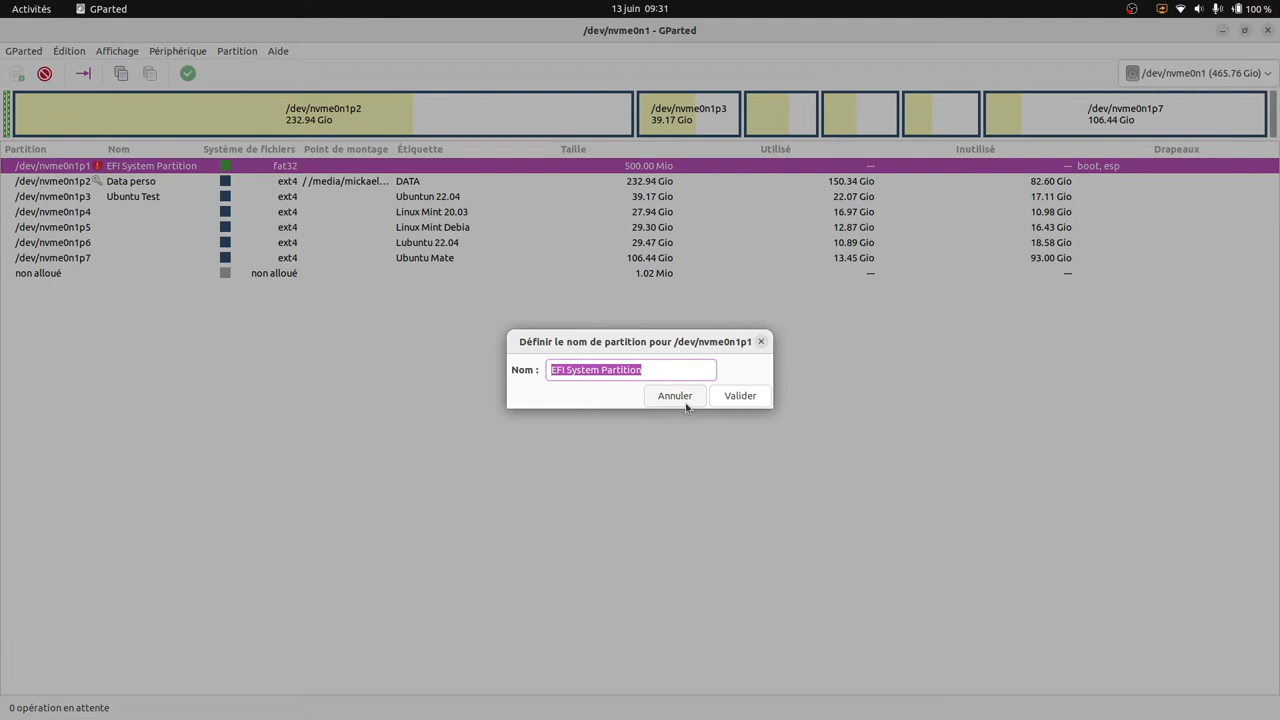 Activités GParted 13 juin 09:31 100 %
/dev/nvme0n1 - GParted
GParted Édition Affichage Périphérique Partition Aide
/dev/nvme0n1 (465.76 Gio)
/dev/nvme0n1p2
232.94 Gio
/dev/nvme0n1p3
39.17 Gio
/dev/nvme0n1p7
106.44 Gio
Partition Nom Système de fichiers Point de montage Étiquette Taille Utilisé Inutilisé Drapeaux
/dev/nvme0n1p1 EFI System Partition fat32 500.00 Mio — — boot, esp
/dev/nvme0n1p2 Data perso ext4 //media/mickael... DATA 232.94 Gio 150.34 Gio 82.60 Gio
/dev/nvme0n1p3 Ubuntu Test ext4 Ubuntun 22.04 39.17 Gio 22.07 Gio 17.11 Gio
/dev/nvme0n1p4 ext4 Linux Mint 20.03 27.94 Gio 16.97 Gio 10.98 Gio
/dev/nvme0n1p5 ext4 Linux Mint Debia 29.30 Gio 12.87 Gio 16.43 Gio
/dev/nvme0n1p6 ext4 Lubuntu 22.04 29.47 Gio 10.89 Gio 18.58 Gio
/dev/nvme0n1p7 ext4 Ubuntu Mate 106.44 Gio 13.45 Gio 93.00 Gio
non alloué non alloué 1.02 Mio — —
Définir le nom de partition pour /dev/nvme0n1p1
Nom : EFI System Partition
Annuler Valider
0 opération en attente